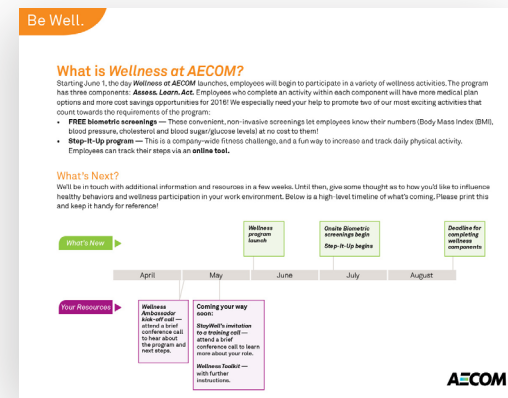 Be Well.
What is Wellness at AECOM?
Starting June 1, the day Wellness at AECOM launches, employees will begin to participate in a variety of wellness activities. The program
has three components: Assess. Learn. Act. Employees who complete an activity within each component will have more medical plan
options and more cost savings opportunities for 2016! We especially need your help to promote two of our most exciting activities that
count towards the requirements of the program:
• FREE biometric screenings — These convenient, non-invasive screenings let employees know their numbers (Body Mass Index (BMI),
blood pressure, cholesterol and blood sugar/glucose levels) at no cost to them!
• Step-It-Up program — This is a company-wide fitness challenge, and a fun way to increase and track daily physical activity.
Employees can track their steps via an online tool.
What's Next?
We'll be in touch with additional information and resources in a few weeks. Until then, give some thought as to how you'd like to influence
healthy behaviors and wellness participation in your work environment. Below is a high-level timeline of what's coming. Please print this
and keep it handy for reference!
What's New
Wellness
program
launch
Onsite Biometric
screenings begin
Step-It-Up begins
Deadline for
completing
wellness
components
April
May
June
July
August
Your Resources
Wellness
Ambassador
kick-off call —
attend a brief
conference call
to hear about
the program and
next steps.
Coming your way
soon:
StayWell's invitation
to a training call —
attend a brief
conference call to learn
more about your role.
Wellness Toolkit —
with further
instructions.
AECOM